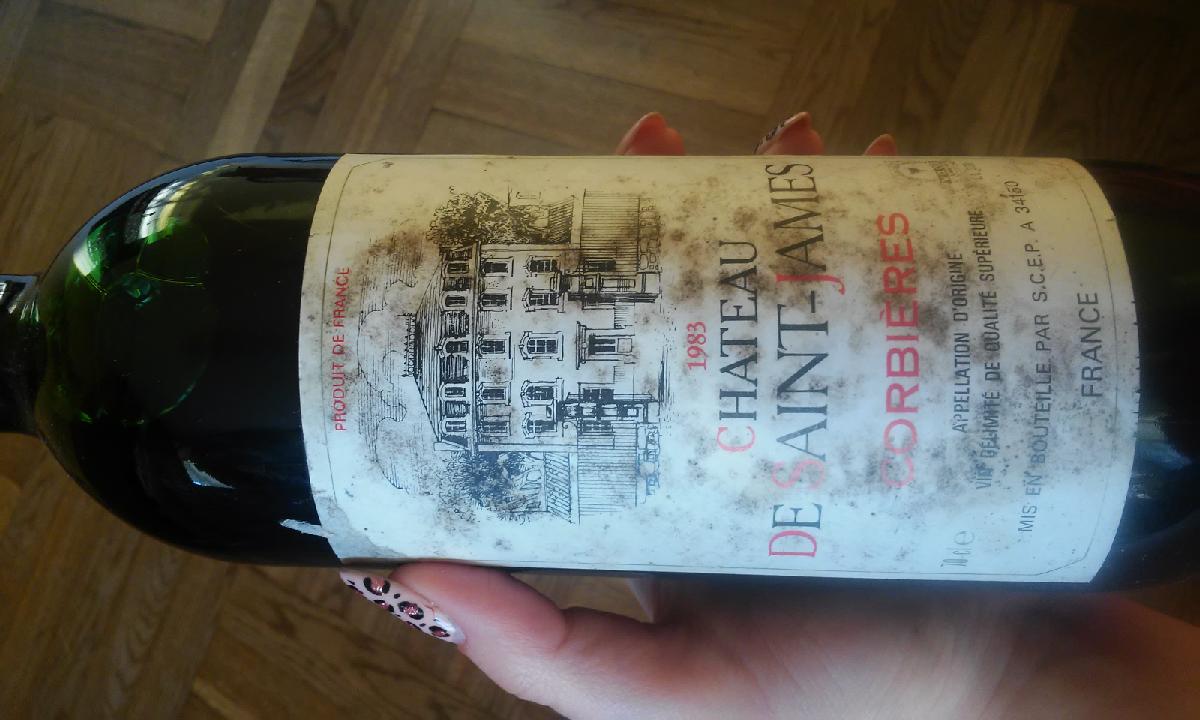 PRODUIT DE FRANCE
1983
CHATEAU
DE SAINT-JAMES
CORBIÈRES
APPELLATION D'ORIGINE
VIN DÉLIMITÉ DE QUALITÉ SUPÉRIEURE
MIS EN BOUTEILLE PAR S.C.E.P. A 34150
FRANCE